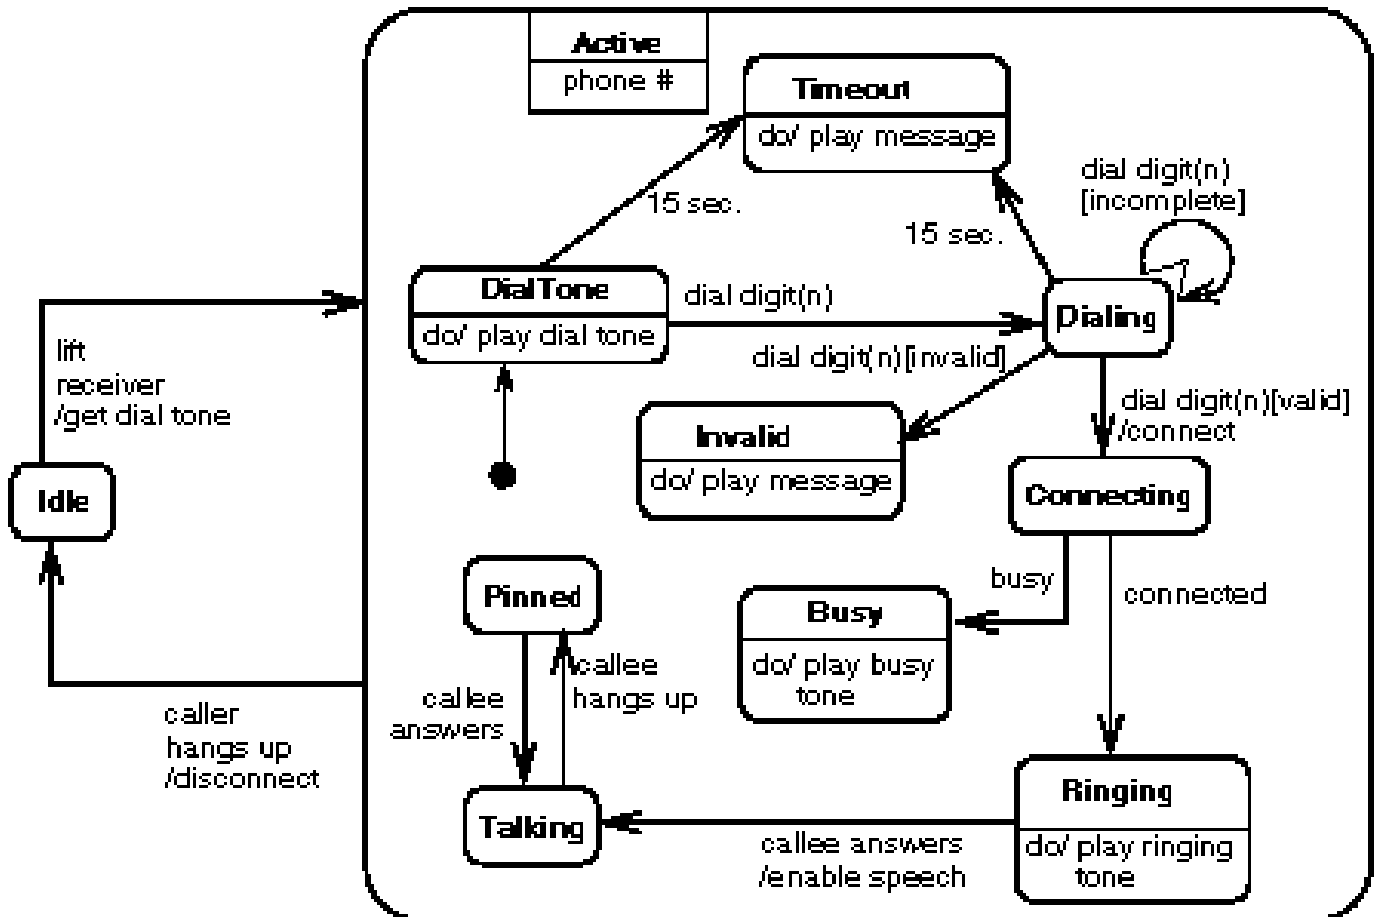 Active
phone #
Timeout
do/ play message
dial digit(n)
[incomplete]
15 sec.
15 sec.
DialTone
do/ play dial tone
dial digit(n)
Dialing
dial digit(n)[invalid]
lift
receiver
/get dial tone
dial digit(n)[valid]
/connect
Invalid
do/ play message
Idle
Connecting
Pinned
busy
connected
Busy
do/ play busy
tone
callee
hangs up
callee
answers
caller
hangs up
/disconnect
Ringing
do/ play ringing
tone
Talking
callee answers
/enable speech